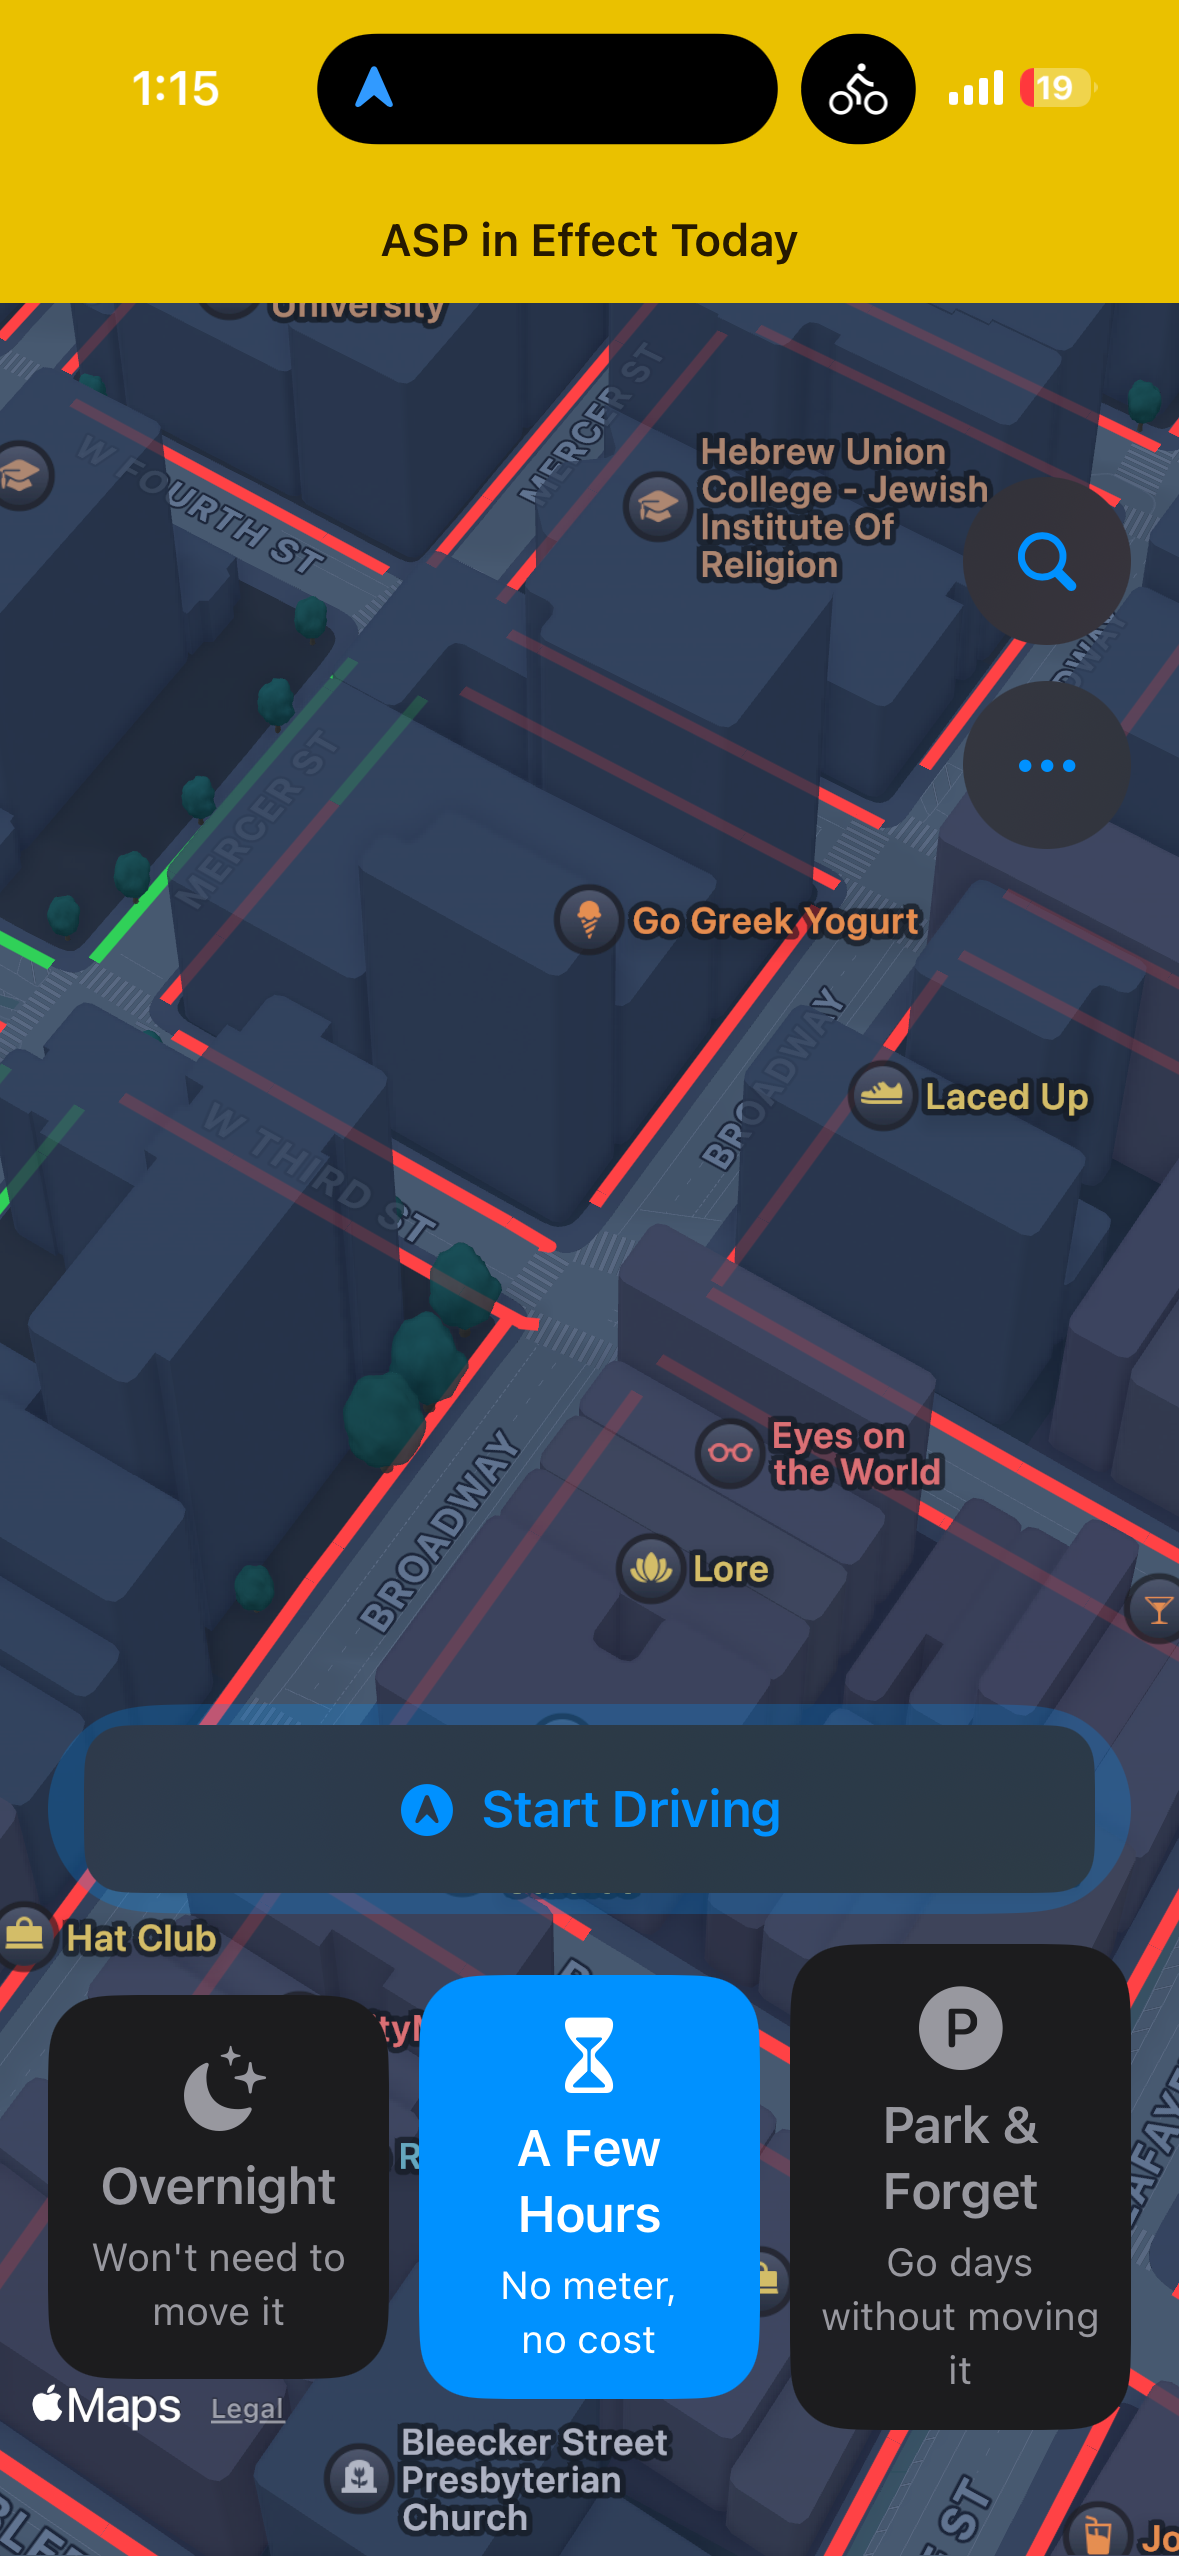 1:15
19
ASP in Effect Today
University
MERCER ST
W FOURTH ST
Hebrew Union
College - Jewish
Institute Of
Religion
MERCER ST
Go Greek Yogurt
BROADWAY
Laced Up
W THIRD ST
Eyes on
the World
BROADWAY
Lore
Start Driving
Hat Club
P
Overnight
Won't need to
move it
A Few
Hours
No meter,
no cost
Park &
Forget
Go days
without moving
it
Maps
Legal
Bleecker Street
Presbyterian
Church
ST